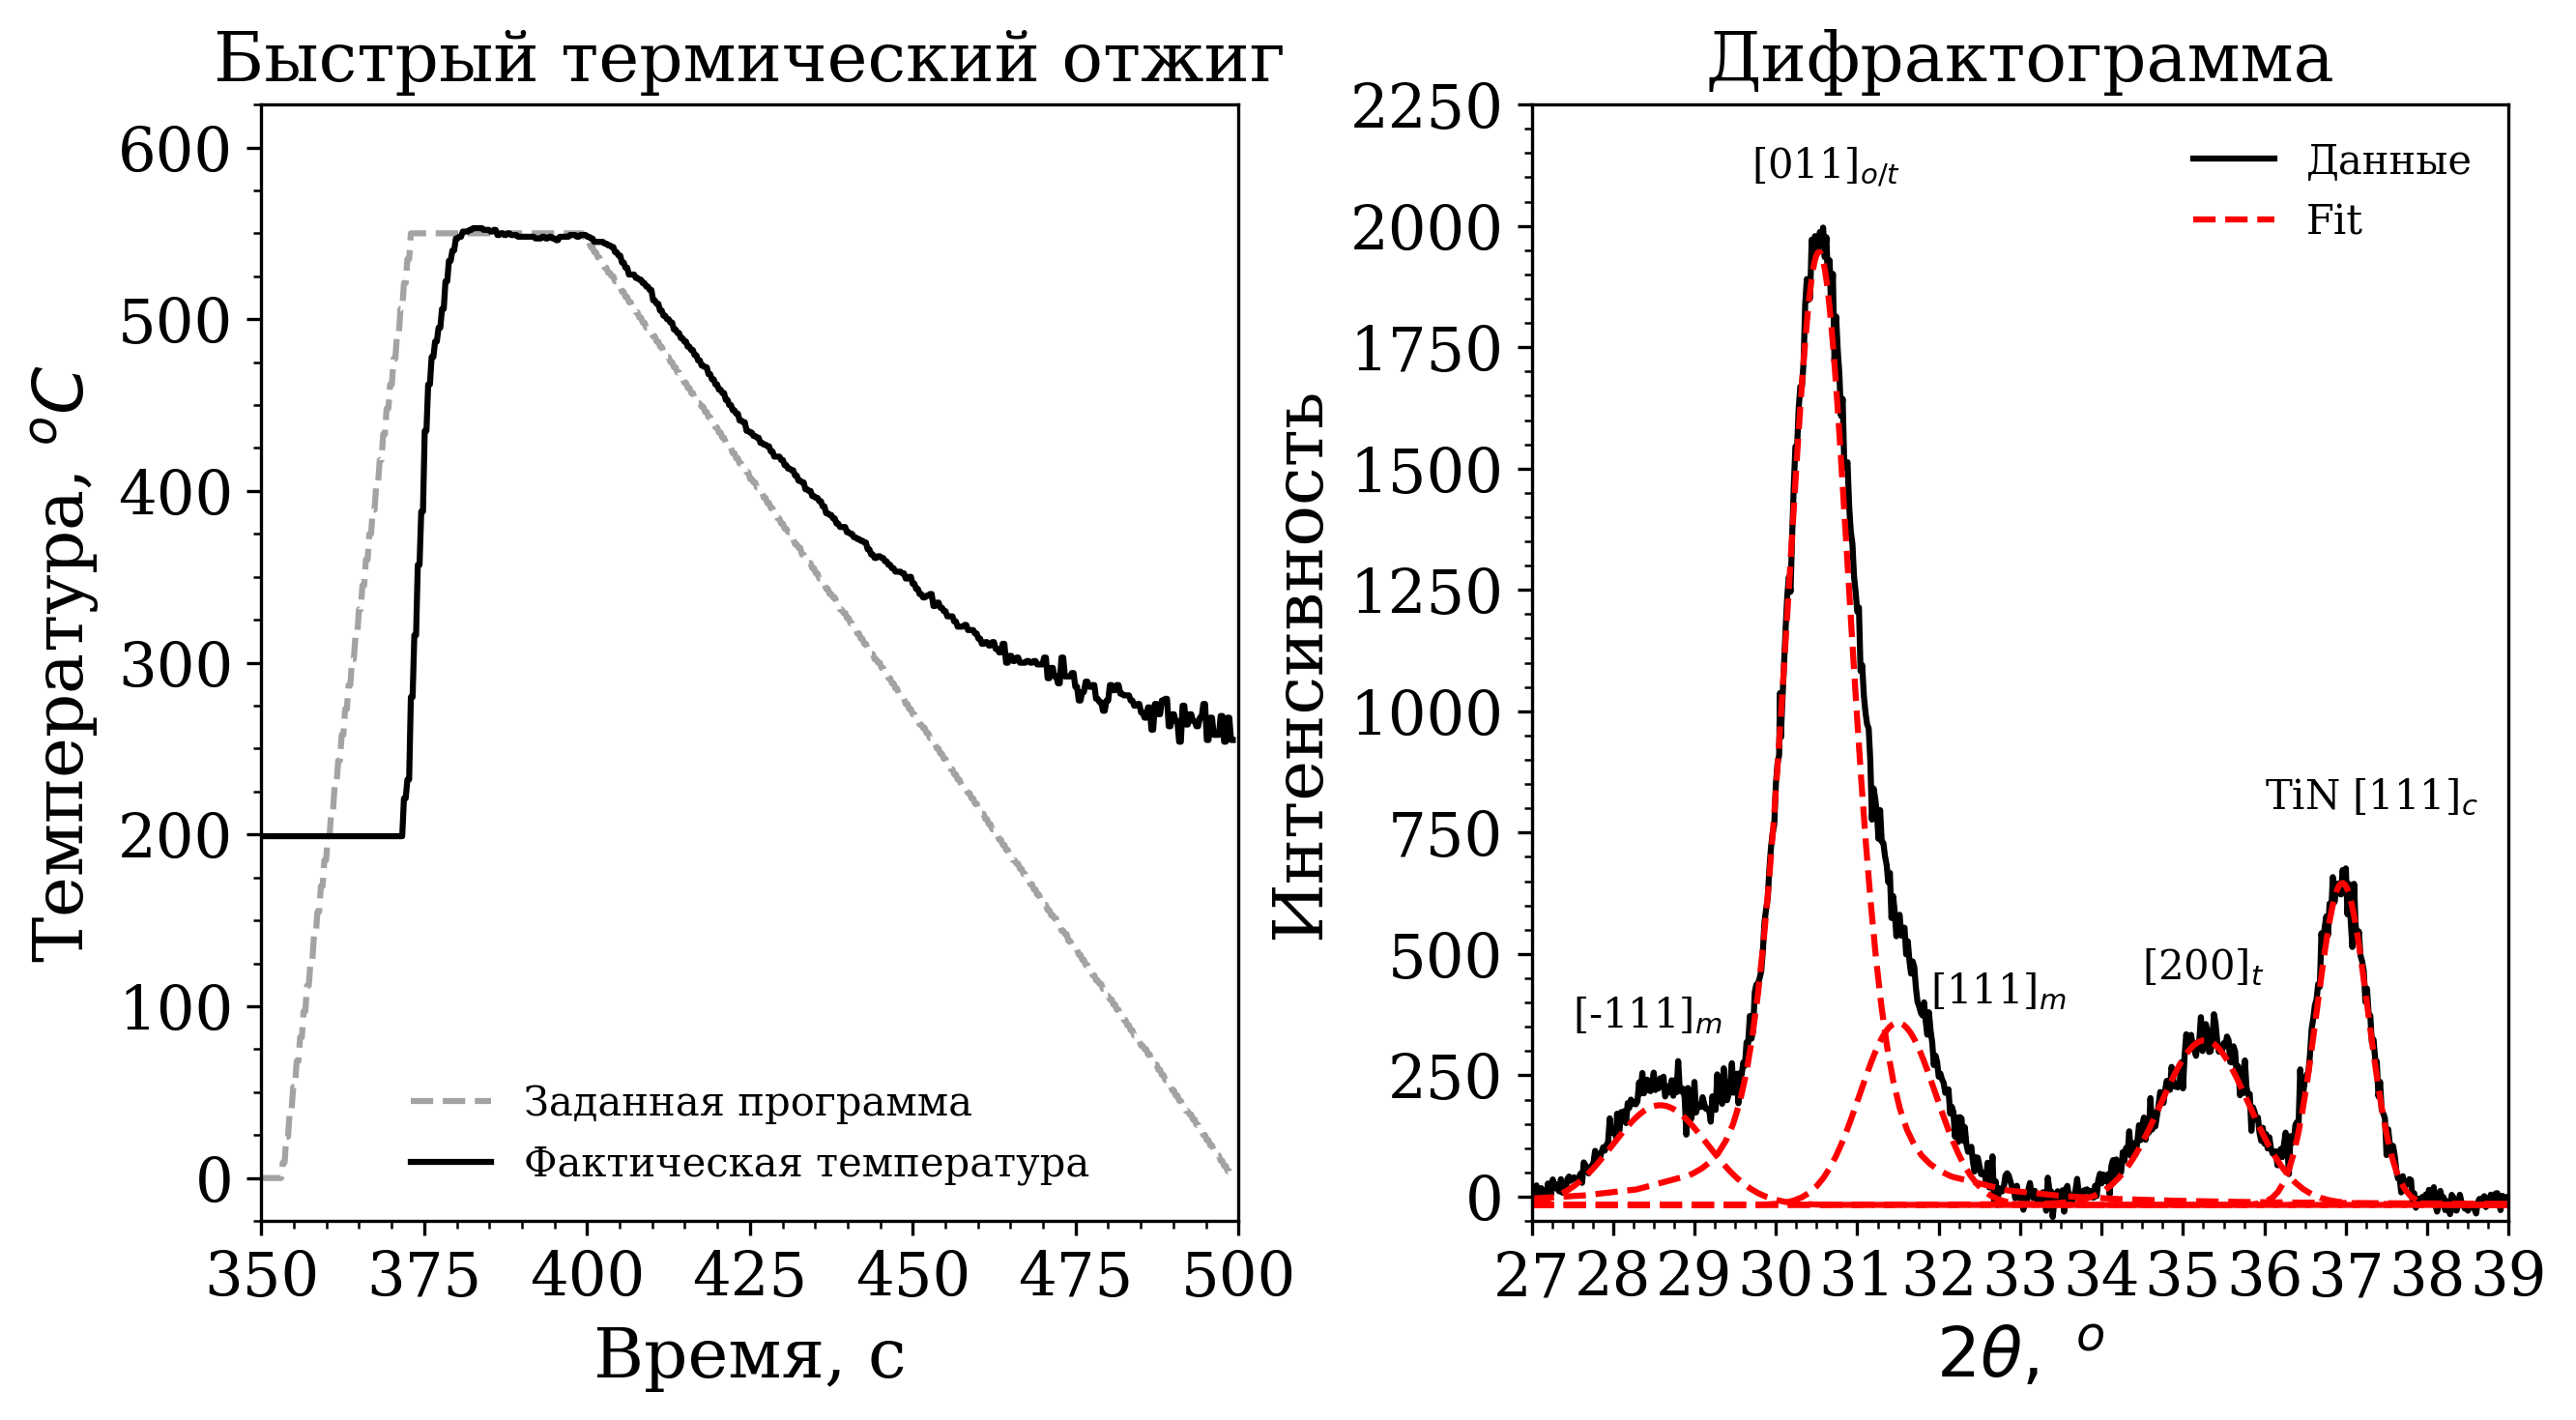 Быстрый термический отжиг
Температура, °C
600
500
400
300
200
100
0
Заданная программа
Фактическая температура
350 375 400 425 450 475 500
Время, с
Дифрактограмма
Интенсивность
2250
2000
1750
1500
1250
1000
750
500
250
0
[011]o/t
Данные
Fit
TiN [111]c
[200]t
[111]m
[-111]m
27 28 29 30 31 32 33 34 35 36 37 38 39
2θ, °